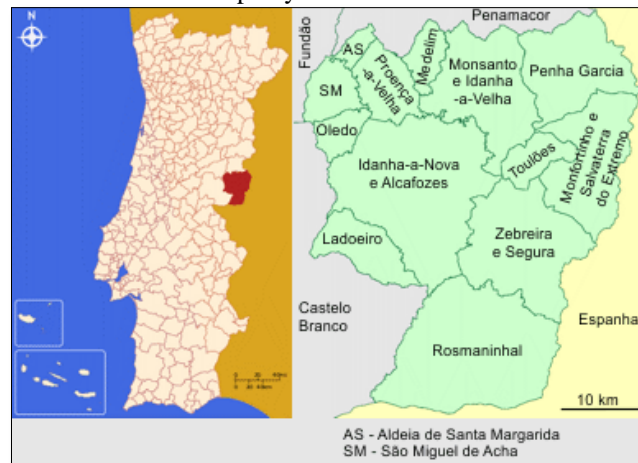 N
Fundão
Penamacor
AS
SM
Proença
-a-Velha
Medelim
Monsanto
e Idanha
-a-Velha
Penha Garcia
Oledo
Idanha-a-Nova
e Alcafozes
Toulões
Monfortinho e
Salvaterra
do Extremo
Ladoeiro
Zebreira
e Segura
Castelo
Branco
Espanha
Rosmaninhal
10 km
AS - Aldeia de Santa Margarida
SM - São Miguel de Acha